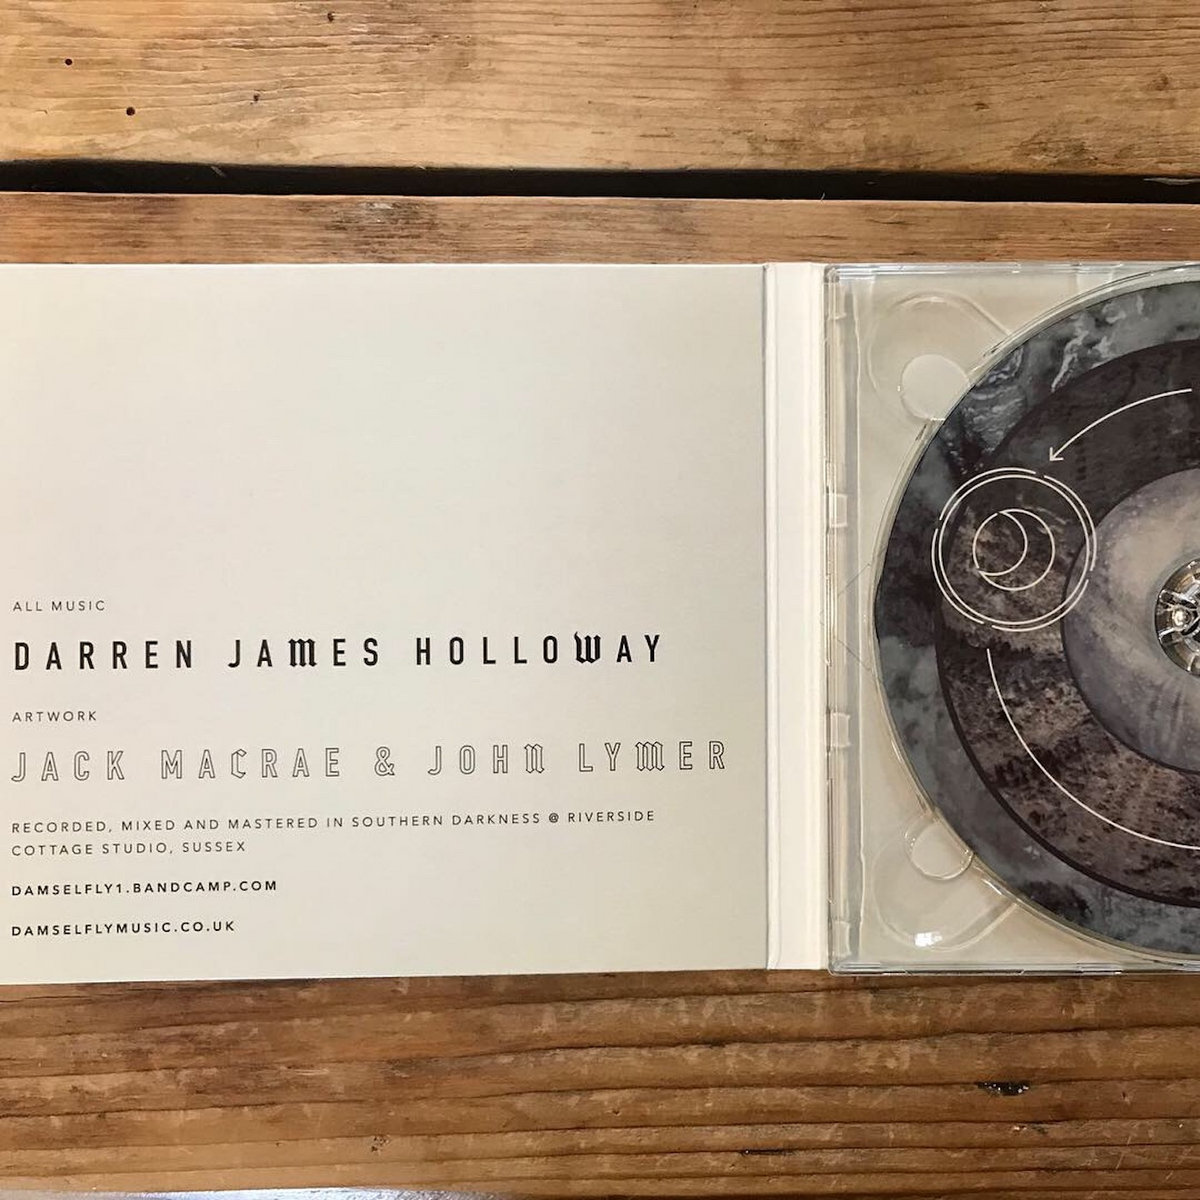 ALL MUSIC
DARREN JAMES HOLLOWAY
ARTWORK
JACK MACRAE & JOHN LYMER
RECORDED, MIXED AND MASTERED IN SOUTHERN DARKNESS @ RIVERSIDE
COTTAGE STUDIO, SUSSEX
DAMSELFLY1.BANDCAMP.COM
DAMSELFLYMUSIC.CO.UK